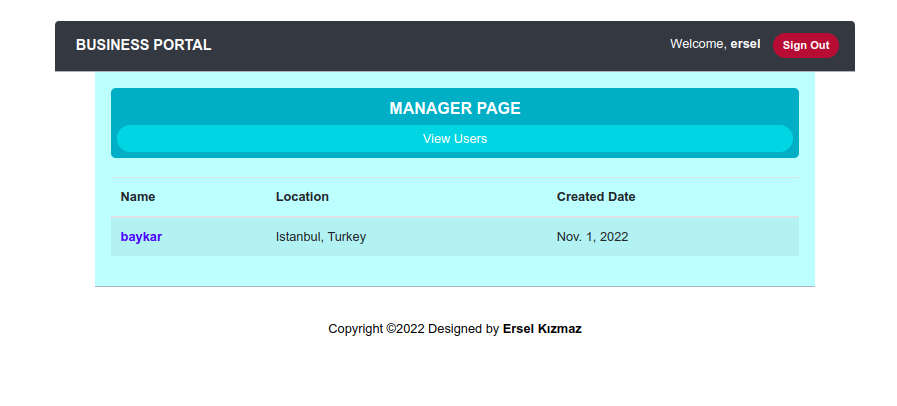 BUSINESS PORTAL Welcome, ersel Sign Out
MANAGER PAGE
View Users
Name Location Created Date
baykar Istanbul, Turkey Nov. 1, 2022
Copyright ©2022 Designed by Ersel Kızmaz